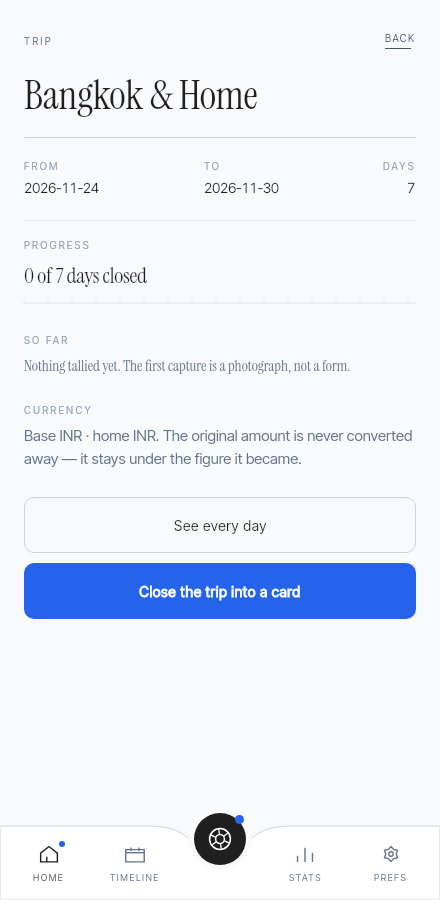 TRIP
BACK
Bangkok & Home
FROM
TO
DAYS
2026-11-24
2026-11-30
7
PROGRESS
0 of 7 days closed
SO FAR
Nothing tallied yet. The first capture is a photograph, not a form.
CURRENCY
Base INR · home INR. The original amount is never converted
away — it stays under the figure it became.
See every day
Close the trip into a card
HOME
TIMELINE
STATS
PREFS